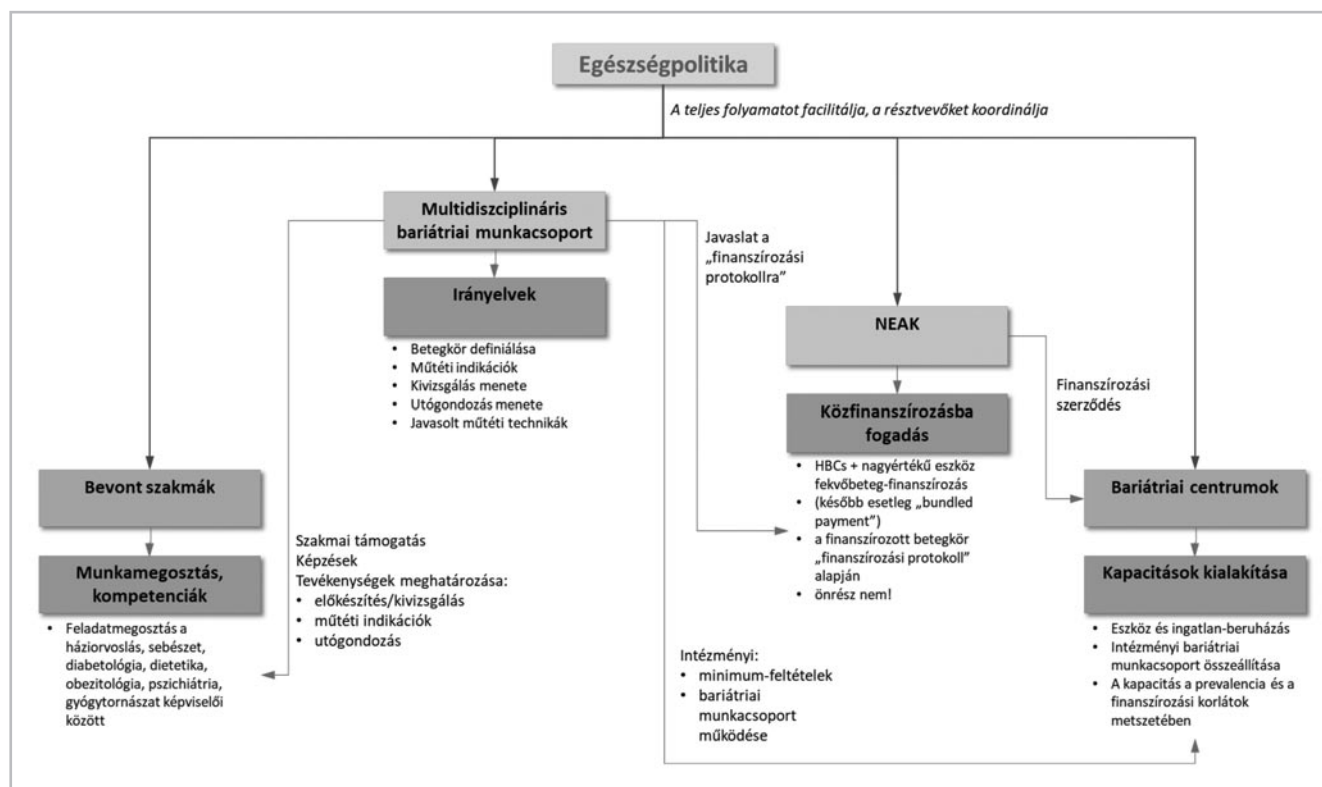 Egészségpolitika
A teljes folyamatot facilitálja, a résztvevőket koordinálja
Multidiszciplináris
bariátriai munkacsoport
Irányelvek
• Betegkör definiálása
• Műtéti indikációk
• Kivizsgálás menete
• Utógondozás menete
• Javasolt műtéti technikák
Javaslat a
„finanszírozási
protokollra”
NEAK
Közfinanszírozásba
fogadás
• HBCs + nagyértékű eszköz
fekvőbeteg-finanszírozás
• (később esetleg „bundled
payment”)
• a finanszírozott betegkör
„finanszírozási protokoll”
alapján
• önrész nem!
Finanszírozási
szerződés
Bevont szakmák
Munkamegosztás,
kompetenciák
• Feladatmegosztás a
háziorvoslás, sebészet,
diabetológia, dietetika,
obezitológia, pszichiátria,
gyógytornászat képviselői
között
Szakmai támogatás
Képzések
Tevékenységek meghatározása:
• előkészítés/kivizsgálás
• műtéti indikációk
• utógondozás
Intézményi:
• minimum-feltételek
• bariátriai
munkacsoport
működése
Bariátriai centrumok
Kapacitások kialakítása
• Eszköz és ingatlan-beruházás
• Intézményi bariátriai
munkacsoport összeállítása
• A kapacitás a prevalencia és a
finanszírozási korlátok
metszetében